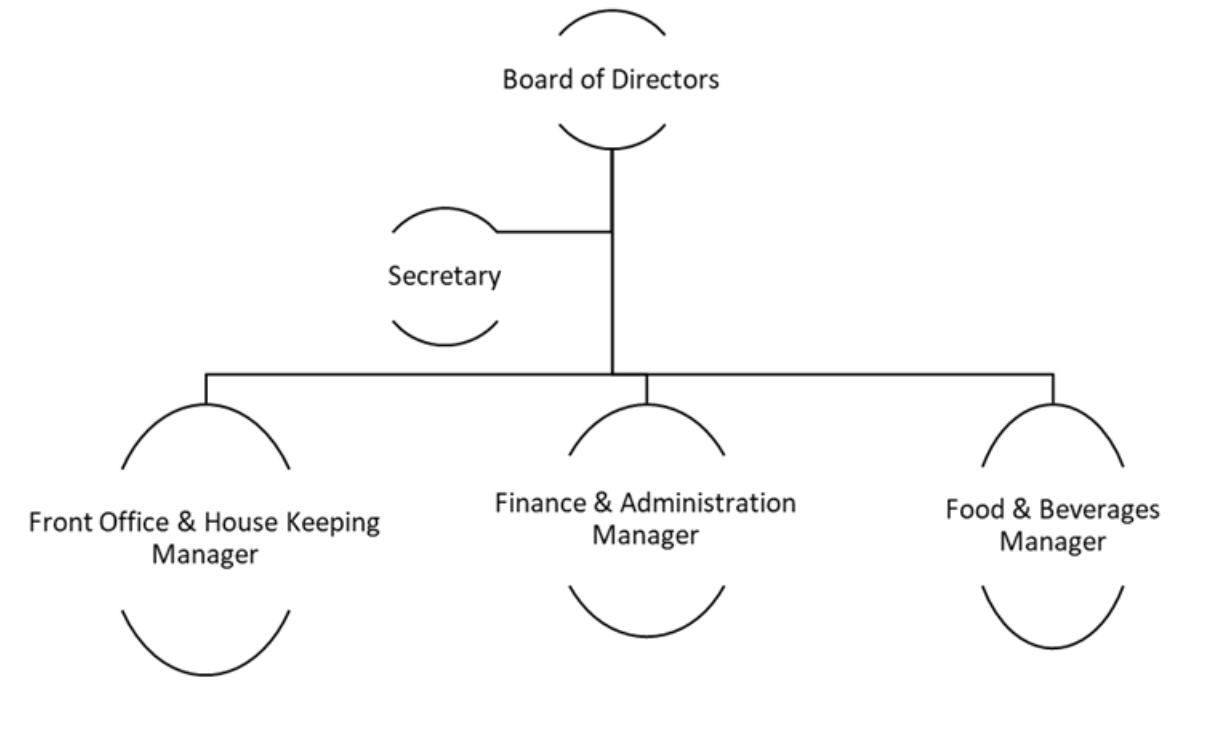 Board of Directors
Secretary
Front Office & House Keeping
Manager
Finance & Administration
Manager
Food & Beverages
Manager